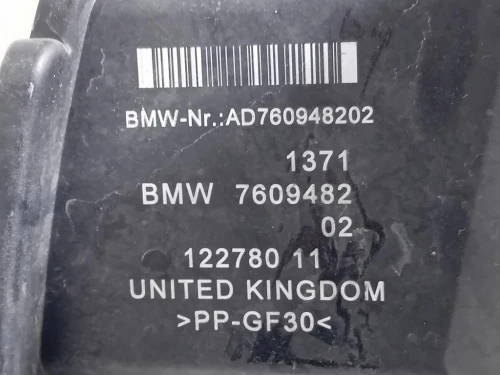 BMW-Nr.:AD760948202
1371
BMW 7609482
02
122780 11
UNITED KINGDOM
>PP-GF30<